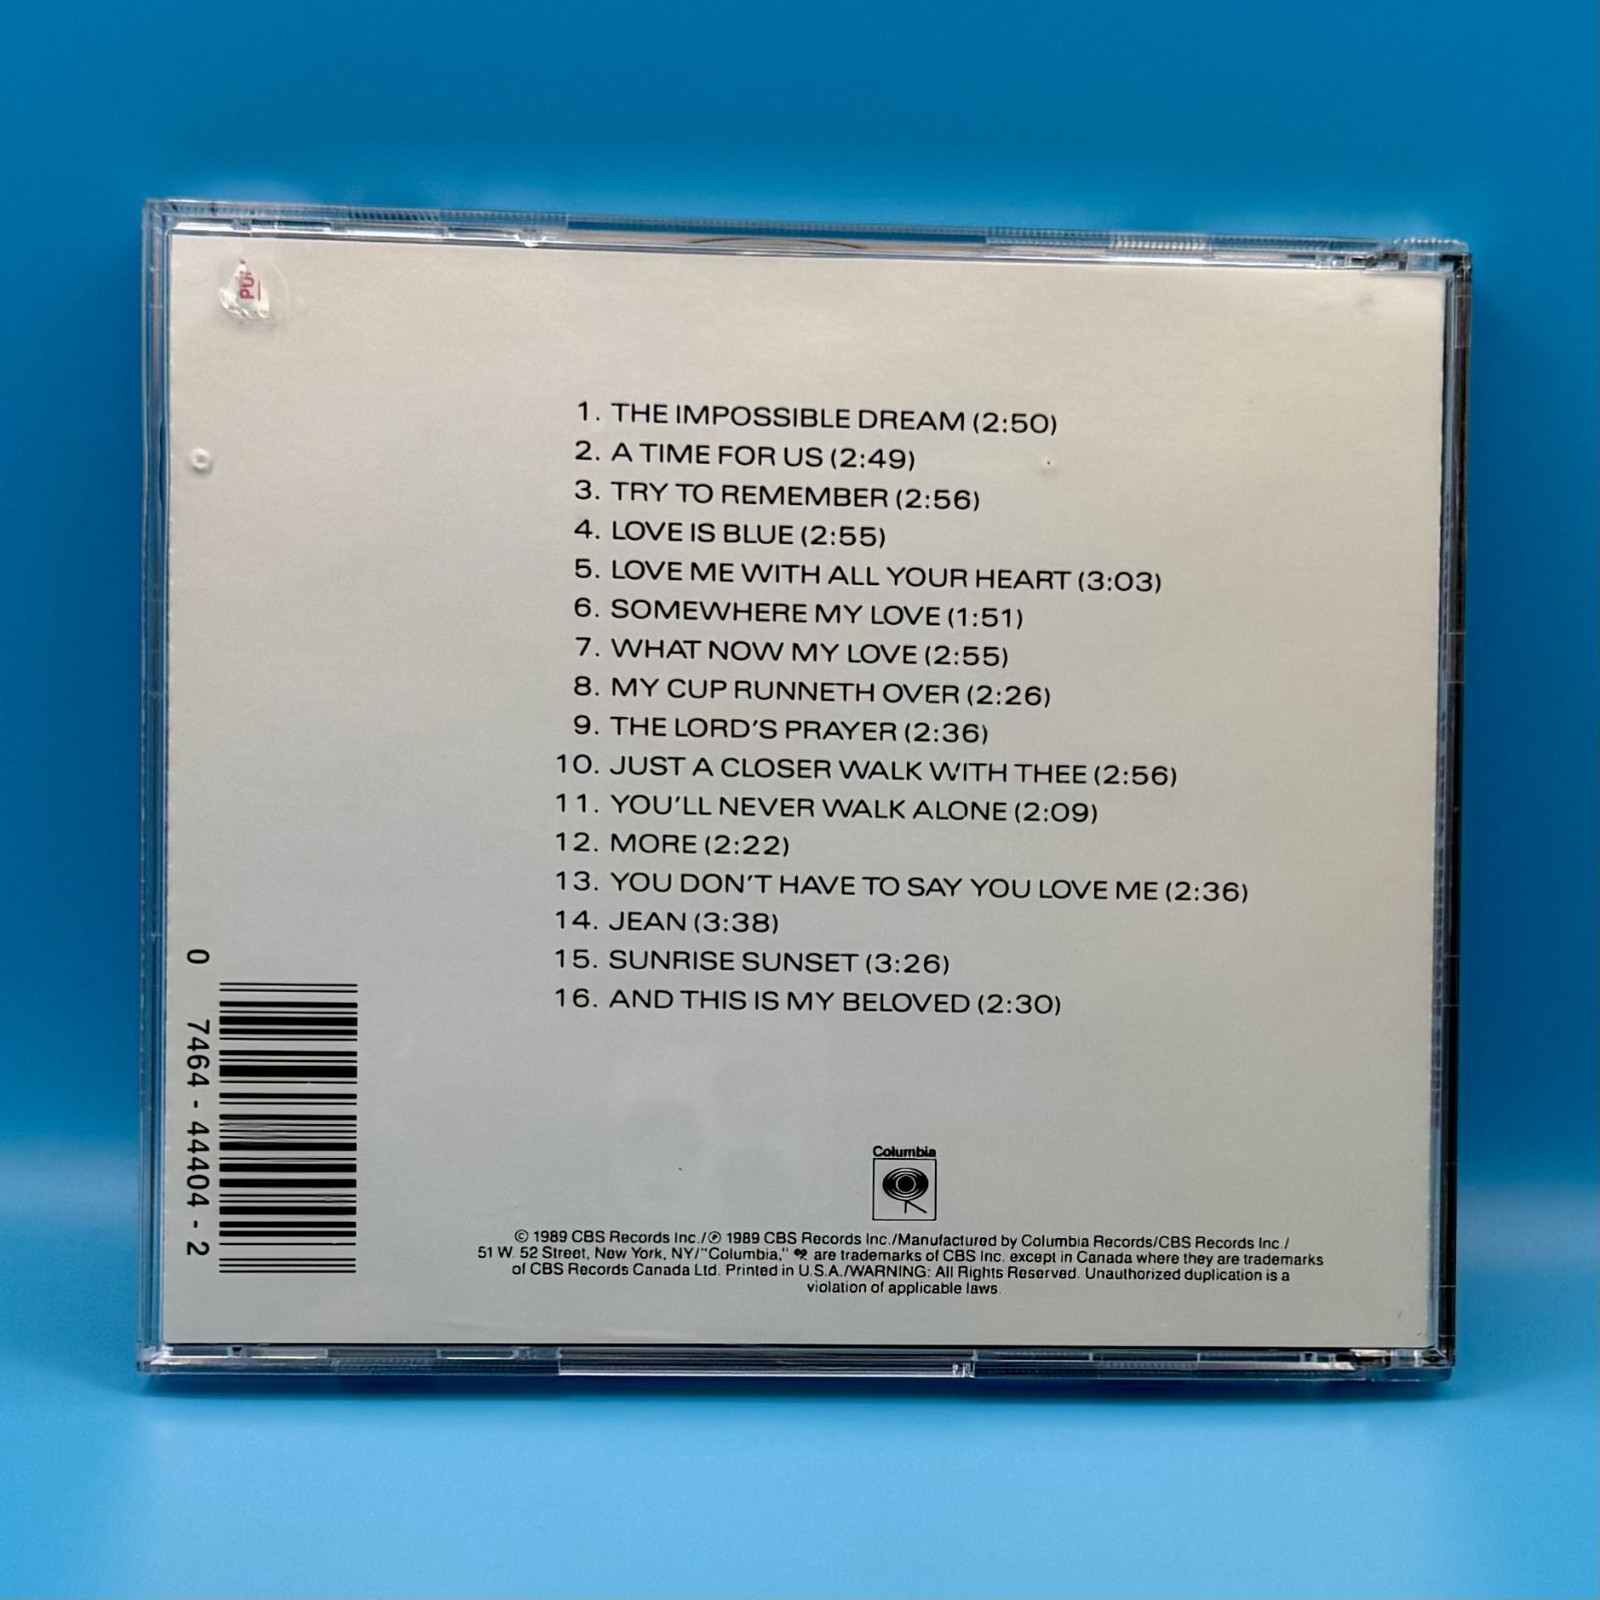 PU
1. THE IMPOSSIBLE DREAM (2:50)
2. A TIME FOR US (2:49)
3. TRY TO REMEMBER (2:56)
4. LOVE IS BLUE (2:55)
5. LOVE ME WITH ALL YOUR HEART (3:03)
6. SOMEWHERE MY LOVE (1:51)
7. WHAT NOW MY LOVE (2:55)
8. MY CUP RUNNETH OVER (2:26)
9. THE LORD'S PRAYER (2:36)
10. JUST A CLOSER WALK WITH THEE (2:56)
11. YOU'LL NEVER WALK ALONE (2:09)
12. MORE (2:22)
13. YOU DON'T HAVE TO SAY YOU LOVE ME (2:36)
14. JEAN (3:38)
15. SUNRISE SUNSET (3:26)
16. AND THIS IS MY BELOVED (2:30)
0 7464-44404-2
Columbia
© 1989 CBS Records Inc./℗ 1989 CBS Records Inc./Manufactured by Columbia Records/CBS Records Inc./
51 W. 52 Street, New York, NY/"Columbia," are trademarks of CBS Inc. except in Canada where they are trademarks
of CBS Records Canada Ltd. Printed in U.S.A./WARNING: All Rights Reserved. Unauthorized duplication is a
violation of applicable laws.